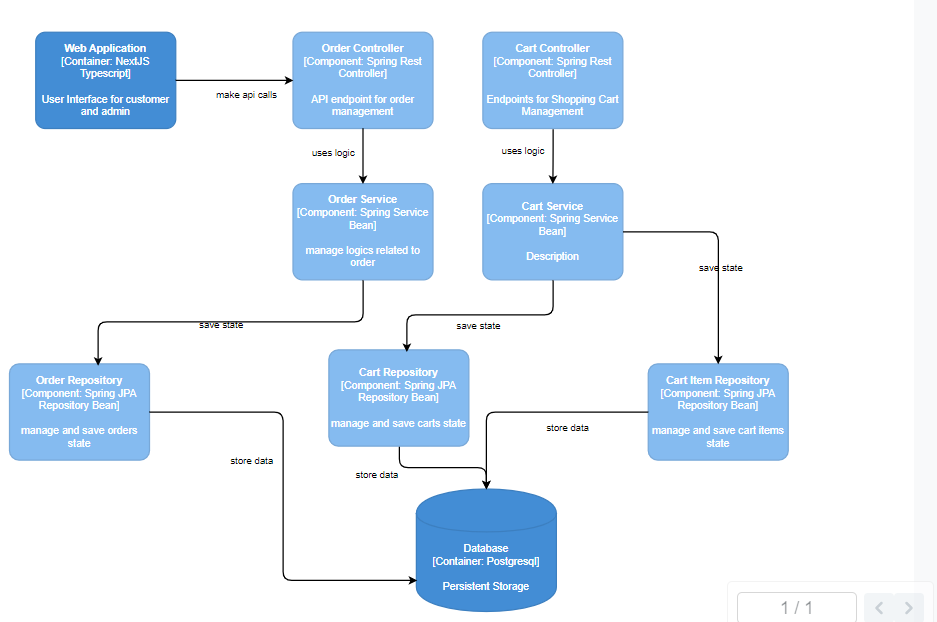 Web Application
[Container: NextJS
Typescript]
User Interface for customer
and admin
make api calls
Order Controller
[Component: Spring Rest
Controller]
API endpoint for order
management
Cart Controller
[Component: Spring Rest
Controller]
Endpoints for Shopping Cart
Management
uses logic
uses logic
Order Service
[Component: Spring Service
Bean]
manage logics related to
order
Cart Service
[Component: Spring Service
Bean]
Description
save state
save state
save state
Order Repository
[Component: Spring JPA
Repository Bean]
manage and save orders
state
Cart Repository
[Component: Spring JPA
Repository Bean]
manage and save carts state
Cart Item Repository
[Component: Spring JPA
Repository Bean]
manage and save cart items
state
store data
store data
store data
Database
[Container: Postgresql]
Persistent Storage
1 / 1